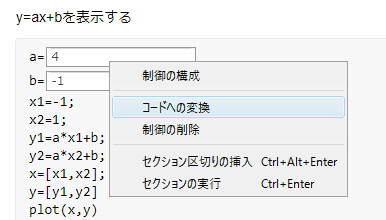 y=ax+bを表示する
a= 4
b= -1
x1=-1;
x2=1;
y1=a*x1+b;
y2=a*x2+b;
x=[x1,x2];
y=[y1,y2]
plot(x,y)
制御の構成
コードへの変換
制御の削除
セクション区切りの挿入 Ctrl+Alt+Enter
セクションの実行 Ctrl+Enter